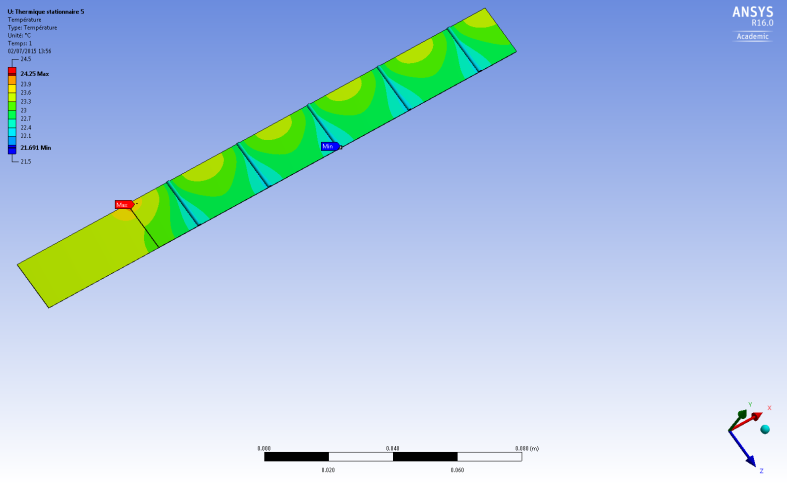 U: Thermique stationnaire 5
Température
Type: Température
Unité: °C
Temps: 1
02/07/2015 13:56
24.5
24.25 Max
23.9
23.6
23.3
23
22.7
22.4
22.1
21.691 Min
21.5
ANSYS
R16.0
Academic
Max
Min
0.000
0.040
0.080 (m)
0.020
0.060
Y
X
Z